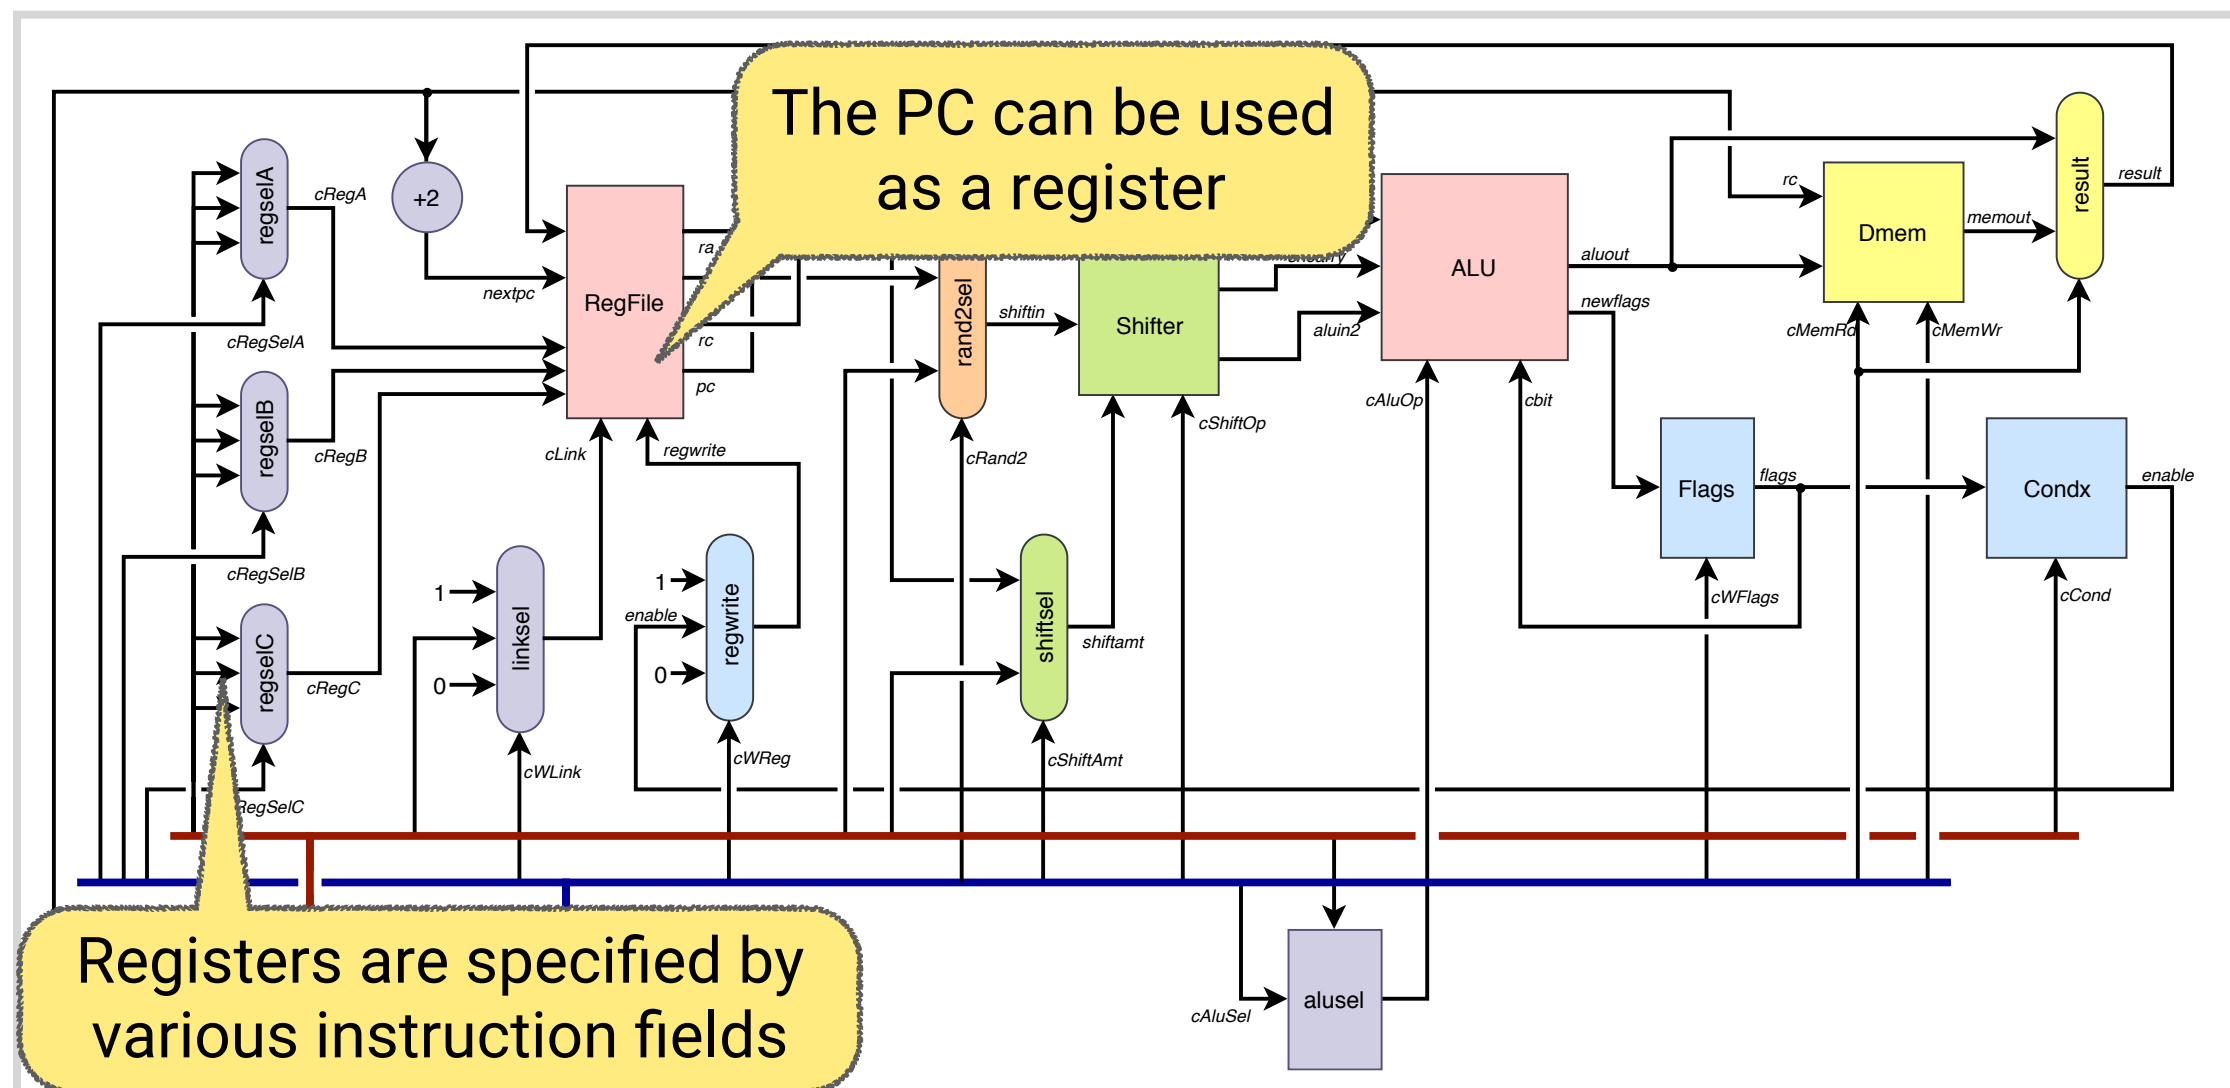 The PC can be used
as a register
regselA
cRegA
+2
nextpc
cRegSelA
regselB
cRegB
cRegSelB
regselC
cRegC
RegSelC
RegFile
ra
rc
pc
cLink
regwrite
1
linksel
0
cWLink
1
enable
regwrite
0
cWReg
rand2sel
shiftin
cRand2
Shifter
aluin2
cShiftOp
shiftsel
shiftamt
cShiftAmt
ALU
aluout
newflags
cAluOp
cbit
rc
Dmem
memout
cMemRd
cMemWr
result
result
Flags
flags
cWFlags
Condx
enable
cCond
alusel
cAluSel
Registers are specified by
various instruction fields